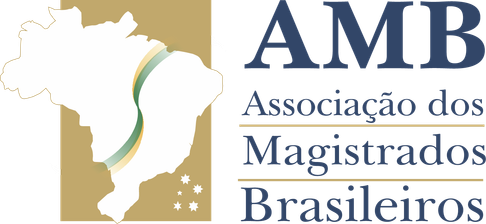 AMB
Associação dos
Magistrados
Brasileiros